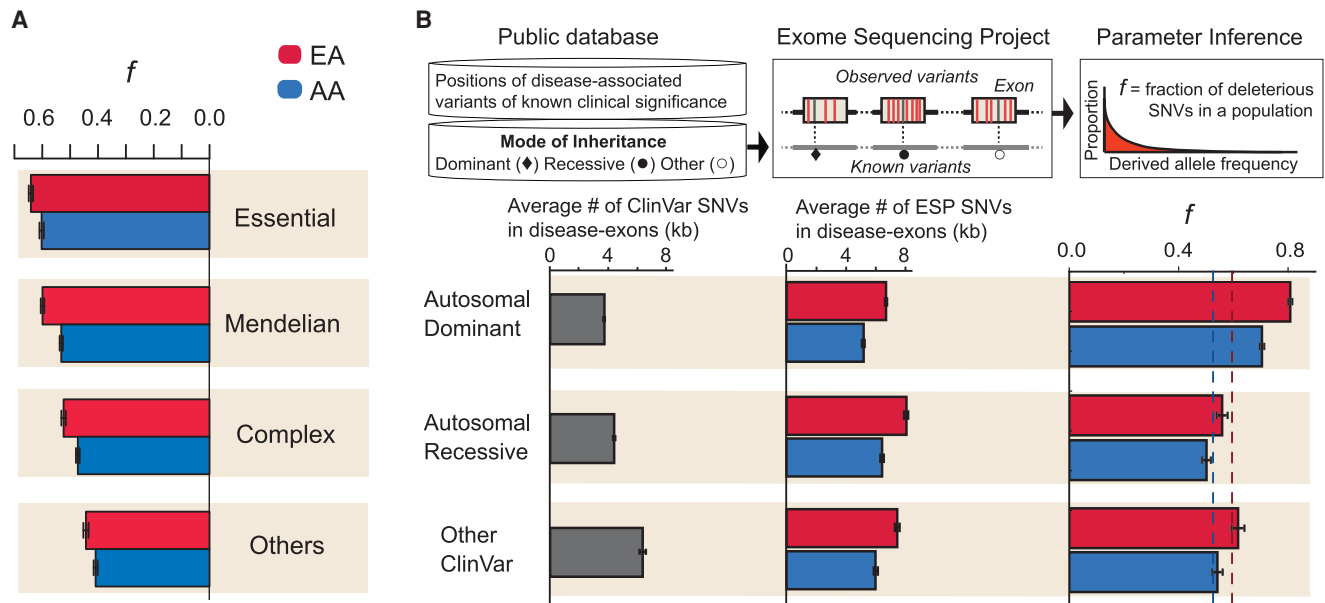 A
EA
AA
f
0.6 0.4 0.2 0.0
Essential
Mendelian
Complex
Others
B
Public database
Positions of disease-associated
variants of known clinical significance
Mode of Inheritance
Dominant (♦) Recessive (●) Other (○)
Exome Sequencing Project
Observed variants
Exon
Known variants
Parameter Inference
f = fraction of deleterious
SNVs in a population
Proportion
Derived allele frequency
Average # of ClinVar SNVs
in disease-exons (kb)
0 4 8
Average # of ESP SNVs
in disease-exons (kb)
0 4 8
f
0.0 0.4 0.8
Autosomal
Dominant
Autosomal
Recessive
Other
ClinVar